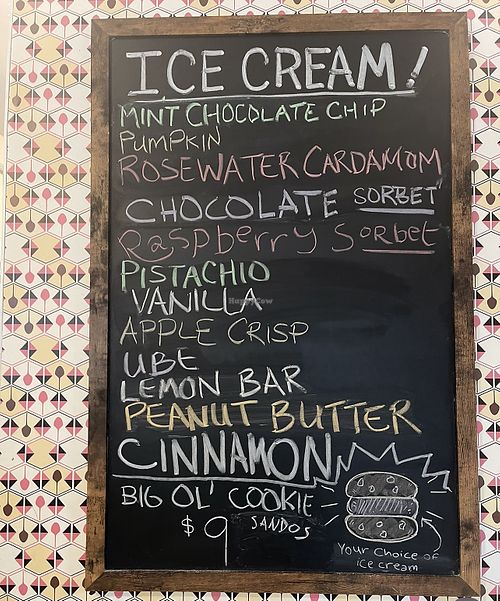 ICE CREAM!
MINT CHOCOLATE CHIP
PUMPKIN
ROSEWATER CARDAMOM
CHOCOLATE SORBET
Raspberry Sorbet
PISTACHIO
VANILLA
HappyCow
APPLE CRISP
UBE
LEMON BAR
PEANUT BUTTER
CINNAMON
BIG OL' COOKIE
$9 SANDOS
Your Choice of
ice cream